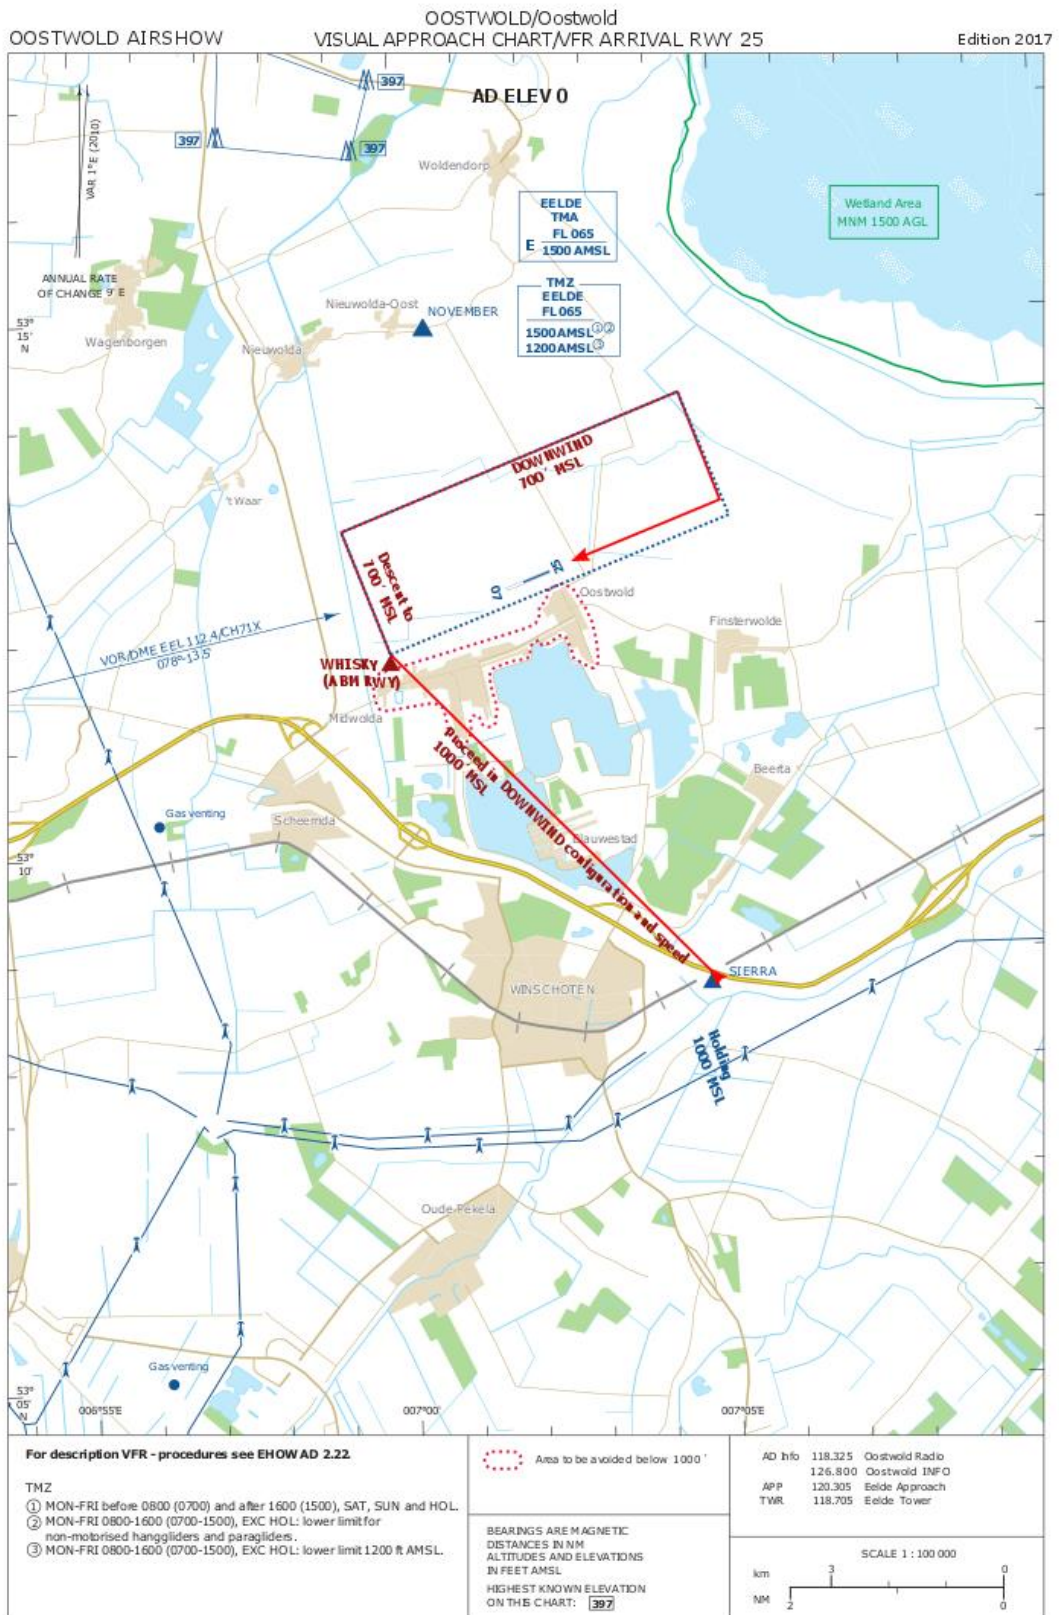 OOSTWOLD/Oostwold
OOSTWOLD AIRSHOW
VISUAL APPROACH CHART/VFR ARRIVAL RWY 25
Edition 2017
AD ELEV 0
397
397
397
VAR 1°E (2010)
ANNUAL RATE
OF CHANGE 9' E
Woldendorp
EELDE
TMA
FL 065
E 1500 AMSL
TMZ
EELDE
FL 065
1500 AMSL ①②
1200 AMSL ③
Wetland Area
MNM 1500 AGL
Wagenborgen
Nieuwolda-Oost
NOVEMBER
Nieuwolda
53°
15'
N
't Waar
DOWNWIND
700' MSL
Descent to
700' MSL
25
07
Oostwold
Finsterwolde
VOR/DME EEL 112.4/CH71X
078°-13.5
WHISKY
(ABM RWY)
Midwolda
Proceed in DOWNWIND configuration and speed
1000' MSL
Beerta
Gas venting
Scheemda
Blauwestad
53°
10'
SIERRA
WINSCHOTEN
Holding
1000 MSL
Oude Pekela
Gas venting
53°
05'
N
006°55'E
007°00'
007°05'E
For description VFR - procedures see EHOW AD 2.22.
TMZ
① MON-FRI before 0800 (0700) and after 1600 (1500), SAT, SUN and HOL.
② MON-FRI 0800-1600 (0700-1500), EXC HOL: lower limit for
non-motorised hanggliders and paragliders.
③ MON-FRI 0800-1600 (0700-1500), EXC HOL: lower limit 1200 ft AMSL.
Area to be avoided below 1000'
BEARINGS ARE MAGNETIC
DISTANCES IN NM
ALTITUDES AND ELEVATIONS
IN FEET AMSL
HIGHEST KNOWN ELEVATION
ON THIS CHART: 397
AD Info 118.325 Oostwold Radio
126.800 Oostwold INFO
APP 120.305 Eelde Approach
TWR 118.705 Eelde Tower
SCALE 1 : 100 000
km 3 0
NM 2 0